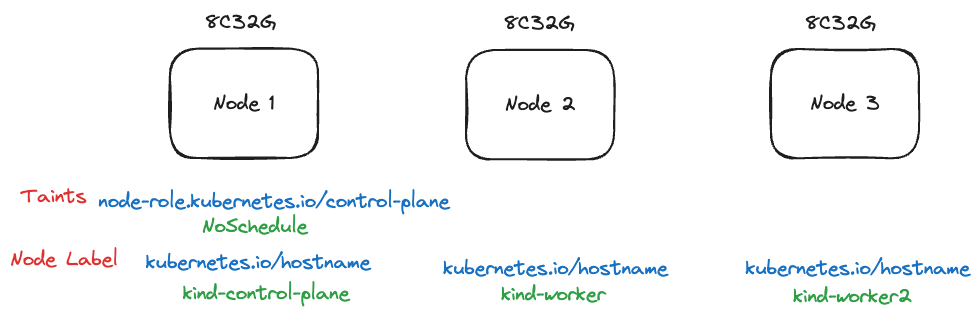 8C32G 8C32G 8C32G
Node 1 Node 2 Node 3
Taints node-role.kubernetes.io/control-plane
NoSchedule
Node Label kubernetes.io/hostname kubernetes.io/hostname kubernetes.io/hostname
kind-control-plane kind-worker kind-worker2